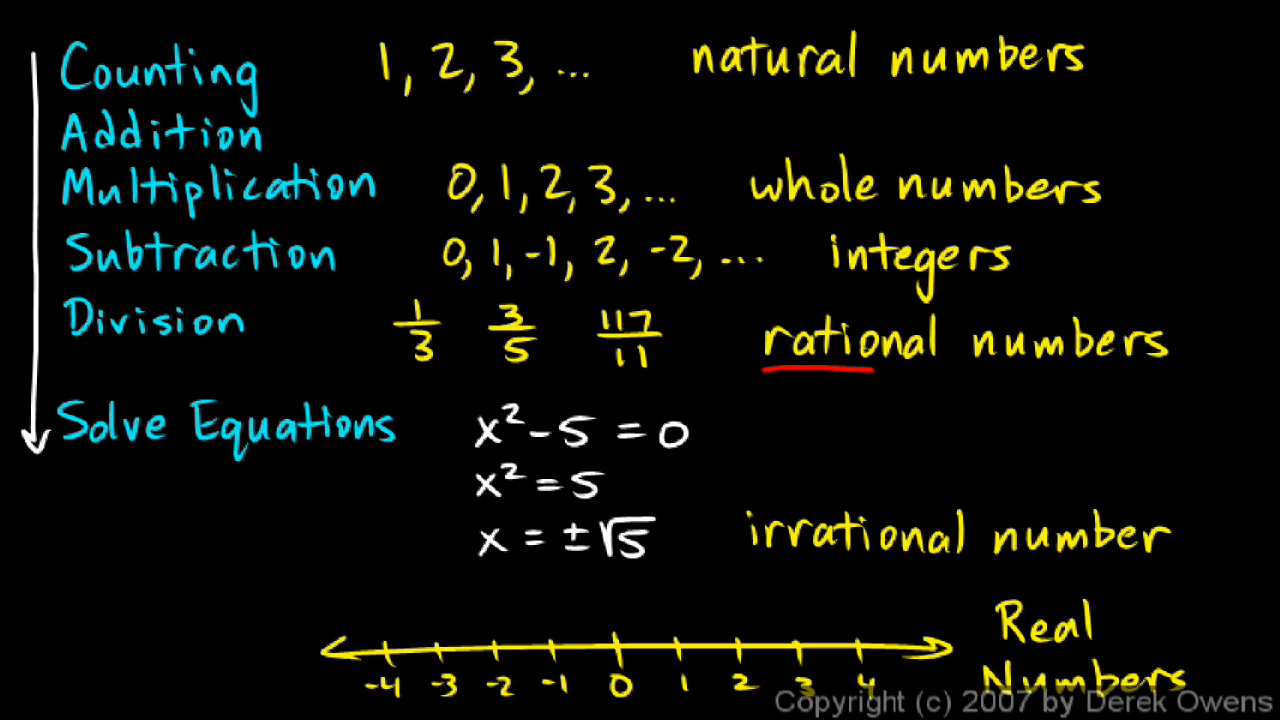 Counting 1, 2, 3, ... natural numbers
Addition
Multiplication 0, 1, 2, 3, ... whole numbers
Subtraction 0, 1, -1, 2, -2, ... integers
Division 1/3 3/5 117/11 rational numbers
Solve Equations x² - 5 = 0
x² = 5
x = ±√5 irrational number
Real
-4 -3 -2 -1 0 1 2 3 4 Numbers
Copyright (c) 2007 by Derek Owens